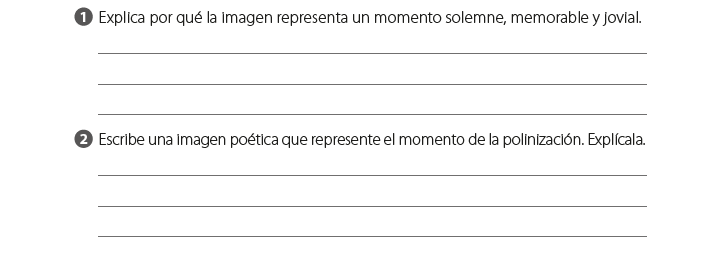 1 Explica por qué la imagen representa un momento solemne, memorable y jovial.
2 Escribe una imagen poética que represente el momento de la polinización. Explícala.